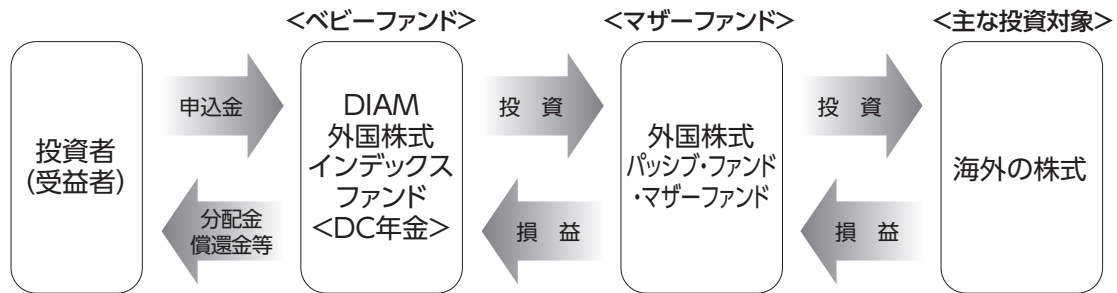 <ベビーファンド>
<マザーファンド>
<主な投資対象>
投資者
(受益者)
申込金
分配金
償還金等
DIAM
外国株式
インデックス
ファンド
<DC年金>
投 資
損 益
外国株式
パッシブ・ファンド
・マザーファンド
投 資
損 益
海外の株式